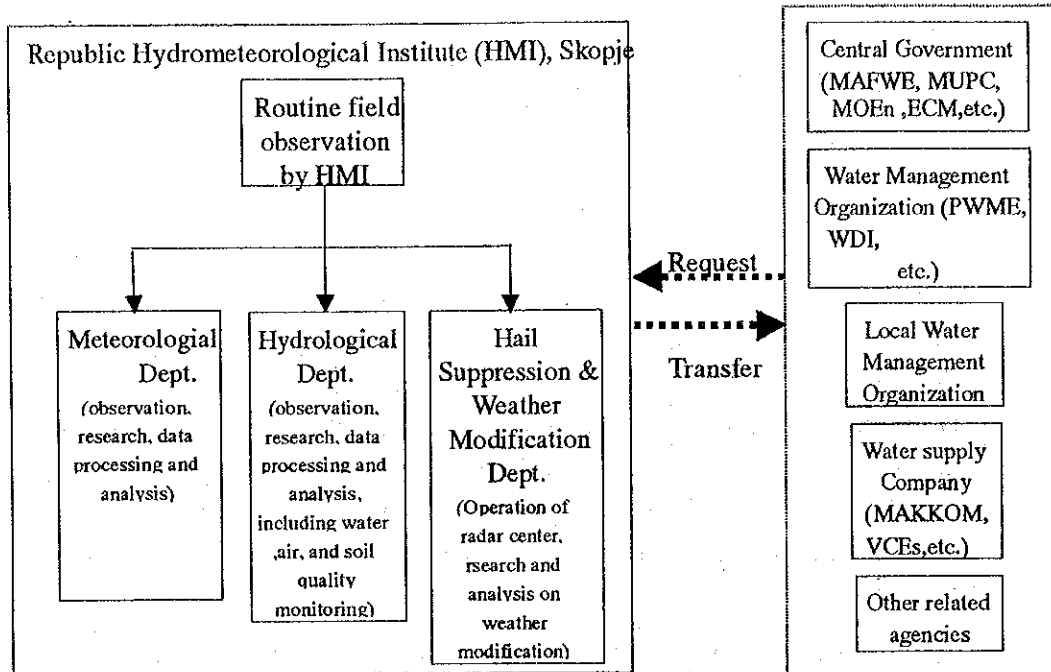 Republic Hydrometeorological Institute (HMI), Skopje
Routine field
observation
by HMI
Meteorologial
Dept.
(observation,
research, data
processing and
analysis)
Hydrological
Dept.
(observation,
research, data
processing and
analysis,
including water
,air, and soil
quality
monitoring)
Hail
Suppression &
Weather
Modification
Dept.
(Operation of
radar center,
rsearch and
analysis on
weather
modification)
Request
Transfer
Central Government
(MAFWE, MUPC,
MOEn ,ECM,etc.)
Water Management
Organization (PWME,
WDI,
etc.)
Local Water
Management
Organization
Water supply
Company
(MAKKOM,
VCEs,etc.)
Other related
agencies